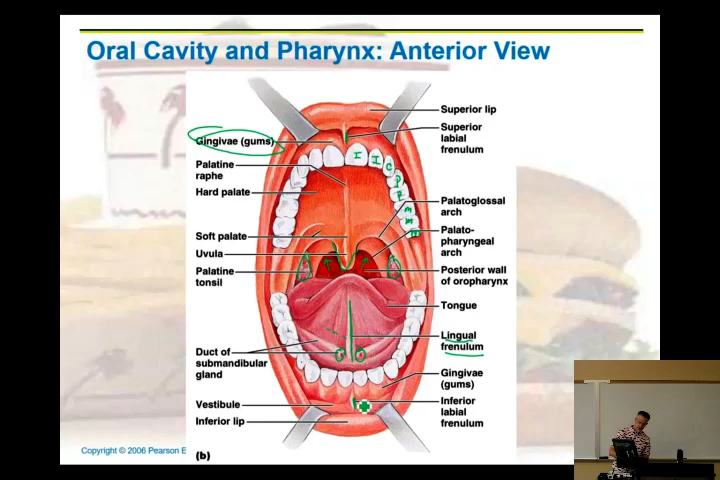 Oral Cavity and Pharynx: Anterior View
Gingivae (gums)
Palatine
raphe
Hard palate
Soft palate
Uvula
Palatine
tonsil
Duct of
submandibular
gland
Vestibule
Inferior lip
Superior lip
Superior
labial
frenulum
Palatoglossal
arch
Palato-
pharyngeal
arch
Posterior wall
of oropharynx
Tongue
Lingual
frenulum
Gingivae
(gums)
Inferior
labial
frenulum
I I C P P M M M
Copyright © 2006 Pearson E
(b)